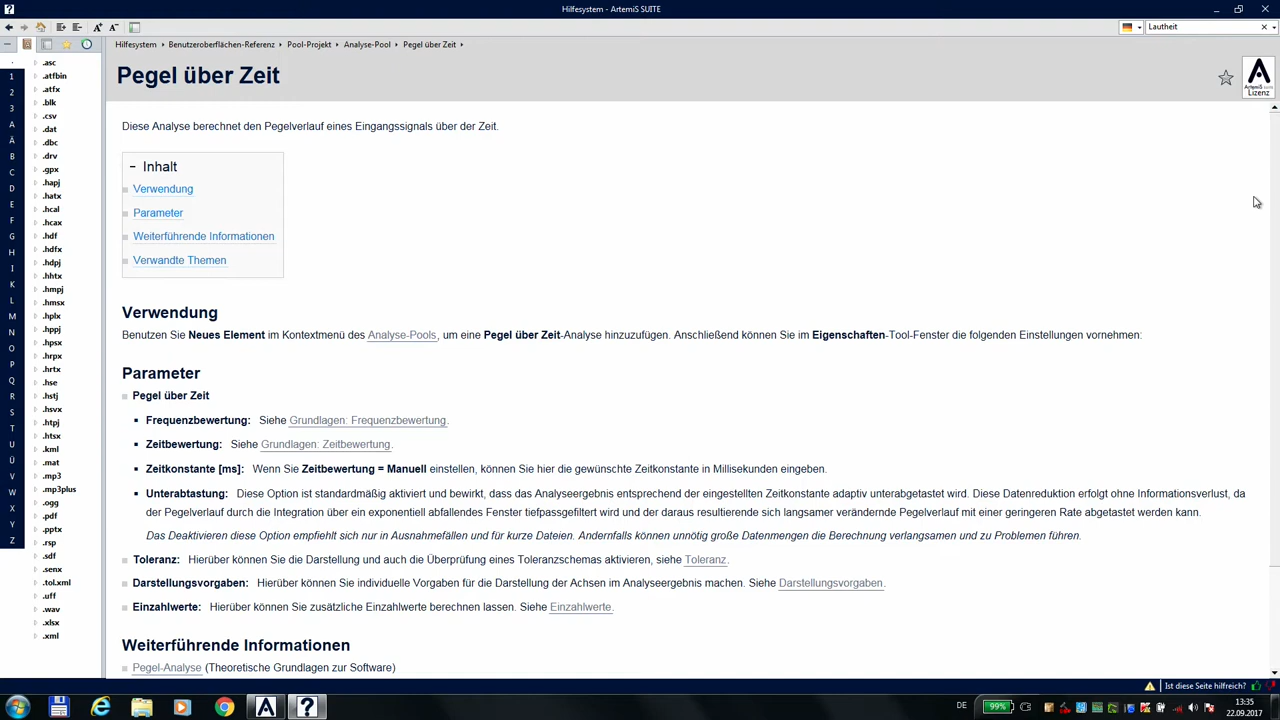 Hilfesystem - ArtemiS SUITE
Lautheit
Hilfesystem
Benutzeroberflächen-Referenz
Pool-Projekt
Analyse-Pool
Pegel über Zeit
Pegel über Zeit
ArtemiS SUITE
Lizenz
.asc
.atfbin
.atfx
.blk
.csv
.dat
.dbc
.drv
.gpx
.hapj
.hatx
.hcal
.hcax
.hdf
.hdfx
.hdpj
.hhtx
.hmpj
.hmsx
.hplx
.hppj
.hpsx
.hrpx
.hrtx
.hse
.hstj
.hsvx
.htpj
.htsx
.kml
.mat
.mp3
.mp3plus
.ogg
.pdf
.pptx
.rsp
.sdf
.senx
.tol.xml
.uff
.wav
.xlsx
.xml
1
2
3
A
Ä
B
C
D
E
F
G
H
I
K
L
M
N
O
P
Q
R
S
T
U
Ü
V
W
X
Y
Z
Diese Analyse berechnet den Pegelverlauf eines Eingangssignals über der Zeit.
Inhalt
Verwendung
Parameter
Weiterführende Informationen
Verwandte Themen
Verwendung
Benutzen Sie Neues Element im Kontextmenü des Analyse-Pools, um eine Pegel über Zeit-Analyse hinzuzufügen. Anschließend können Sie im Eigenschaften-Tool-Fenster die folgenden Einstellungen vornehmen:
Parameter
Pegel über Zeit
Frequenzbewertung: Siehe Grundlagen: Frequenzbewertung.
Zeitbewertung: Siehe Grundlagen: Zeitbewertung.
Zeitkonstante [ms]: Wenn Sie Zeitbewertung = Manuell einstellen, können Sie hier die gewünschte Zeitkonstante in Millisekunden eingeben.
Unterabtastung: Diese Option ist standardmäßig aktiviert und bewirkt, dass das Analyseergebnis entsprechend der eingestellten Zeitkonstante adaptiv unterabgetastet wird. Diese Datenreduktion erfolgt ohne Informationsverlust, da
der Pegelverlauf durch die Integration über ein exponentiell abfallendes Fenster tiefpassgefiltert wird und der daraus resultierende sich langsamer verändernde Pegelverlauf mit einer geringeren Rate abgetastet werden kann.
Das Deaktivieren diese Option empfiehlt sich nur in Ausnahmefällen und für kurze Dateien. Andernfalls können unnötig große Datenmengen die Berechnung verlangsamen und zu Problemen führen.
Toleranz: Hierüber können Sie die Darstellung und auch die Überprüfung eines Toleranzschemas aktivieren, siehe Toleranz.
Darstellungsvorgaben: Hierüber können Sie individuelle Vorgaben für die Darstellung der Achsen im Analyseergebnis machen. Siehe Darstellungsvorgaben.
Einzahlwerte: Hierüber können Sie zusätzliche Einzahlwerte berechnen lassen. Siehe Einzahlwerte.
Weiterführende Informationen
Pegel-Analyse (Theoretische Grundlagen zur Software)
Ist diese Seite hilfreich?
DE
99%
13:35
22.09.2017